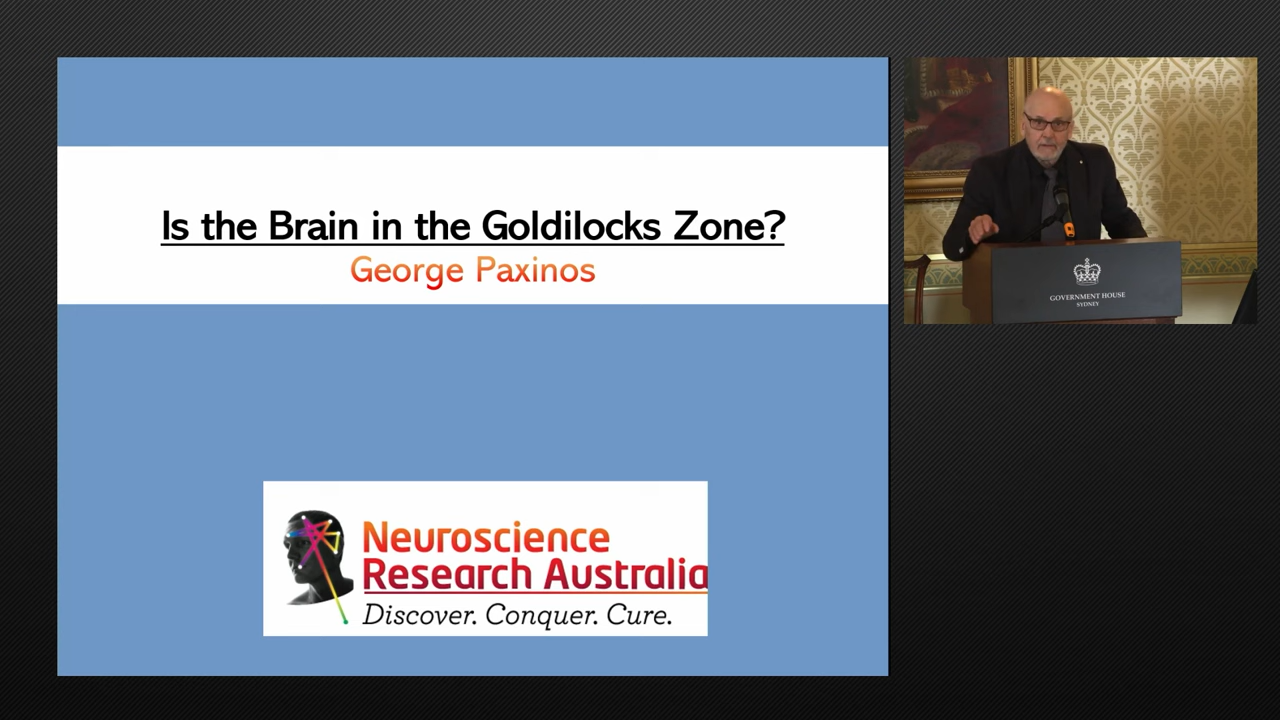 Is the Brain in the Goldilocks Zone?
George Paxinos
Neuroscience
Research Australia
Discover. Conquer. Cure.
GOVERNMENT HOUSE
SYDNEY